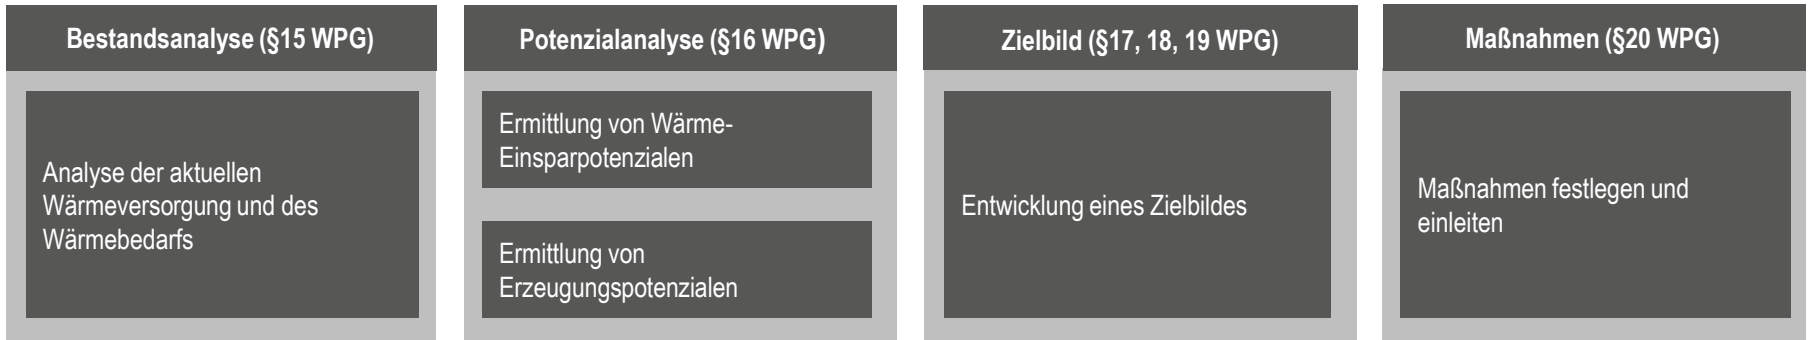 Bestandsanalyse (§15 WPG)
Analyse der aktuellen
Wärmeversorgung und des
Wärmebedarfs
Potenzialanalyse (§16 WPG)
Ermittlung von Wärme-
Einsparpotenzialen
Ermittlung von
Erzeugungspotenzialen
Zielbild (§17, 18, 19 WPG)
Entwicklung eines Zielbildes
Maßnahmen (§20 WPG)
Maßnahmen festlegen und
einleiten